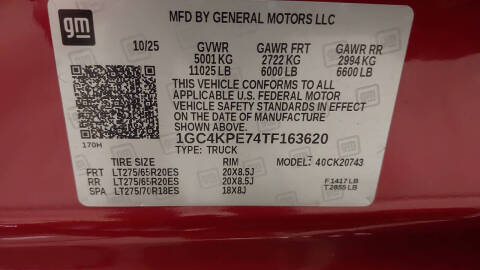 gm
MFD BY GENERAL MOTORS LLC
10/25 GVWR GAWR FRT GAWR RR
5001 KG 2722 KG 2994 KG
11025 LB 6000 LB 6600 LB
THIS VEHICLE CONFORMS TO ALL
APPLICABLE U.S. FEDERAL MOTOR
VEHICLE SAFETY STANDARDS IN EFFECT
ON THE DATE OF MANUFACTURE
SHOWN ABOVE.
170H 1GC4KPE74TF163620
TYPE: TRUCK
TIRE SIZE RIM MODEL: 40CK20743
FRT LT275/65R20ES 20X8.5J
RR LT275/65R20ES 20X8.5J F:1417 LB
SPA LT275/70R18ES 18X8J T:2855 LB